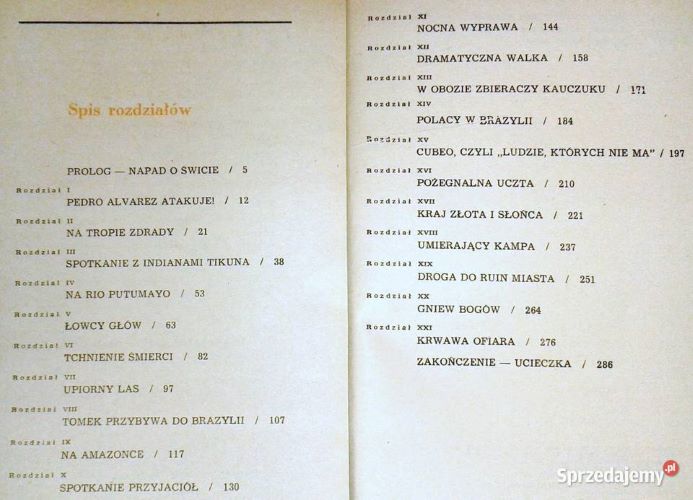 Spis rozdziałów
PROLOG — NAPAD O ŚWICIE / 5
Rozdział I
PEDRO ALVAREZ ATAKUJE! / 12
Rozdział II
NA TROPIE ZDRADY / 21
Rozdział III
SPOTKANIE Z INDIANAMI TIKUNA / 38
Rozdział IV
NA RIO PUTUMAYO / 53
Rozdział V
ŁOWCY GŁÓW / 63
Rozdział VI
TCHNIENIE ŚMIERCI / 82
Rozdział VII
UPIORNY LAS / 97
Rozdział VIII
TOMEK PRZYBYWA DO BRAZYLII / 107
Rozdział IX
NA AMAZONCE / 117
Rozdział X
SPOTKANIE PRZYJACIÓŁ / 130
Rozdział XI
NOCNA WYPRAWA / 144
Rozdział XII
DRAMATYCZNA WALKA / 158
Rozdział XIII
W OBOZIE ZBIERACZY KAUCZUKU / 171
Rozdział XIV
POLACY W BRAZYLII / 184
Rozdział XV
CUBEO, CZYLI „LUDZIE, KTÓRYCH NIE MA” / 197
Rozdział XVI
POŻEGNALNA UCZTA / 210
Rozdział XVII
KRAJ ZŁOTA I SŁOŃCA / 221
Rozdział XVIII
UMIERAJĄCY KAMPA / 237
Rozdział XIX
DROGA DO RUIN MIASTA / 251
Rozdział XX
GNIEW BOGÓW / 264
Rozdział XXI
KRWAWA OFIARA / 276
ZAKOŃCZENIE — UCIECZKA / 286
Sprzedajemy.pl